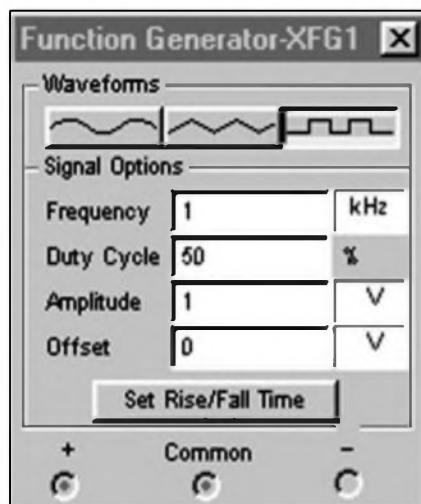 Function Generator-XFG1 X
Waveforms
Signal Options
Frequency 1 kHz
Duty Cycle 50 %
Amplitude 1 V
Offset 0 V
Set Rise/Fall Time
+ Common -